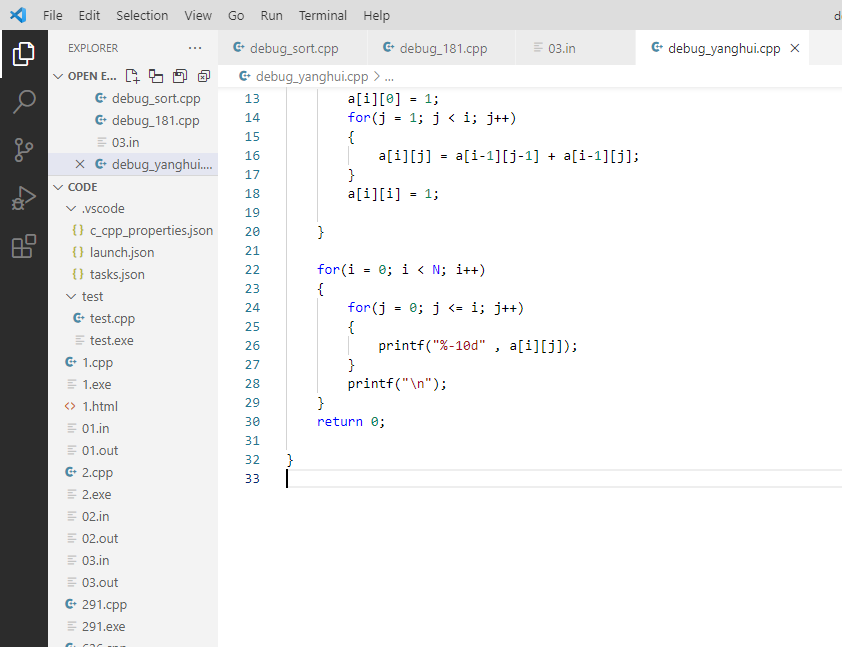 File Edit Selection View Go Run Terminal Help
EXPLORER ...
debug_sort.cpp debug_181.cpp 03.in debug_yanghui.cpp
OPEN E...
debug_yanghui.cpp > ...
debug_sort.cpp
debug_181.cpp
03.in
debug_yanghui....
CODE
.vscode
{} c_cpp_properties.json
{} launch.json
{} tasks.json
test
test.cpp
test.exe
1.cpp
1.exe
<> 1.html
01.in
01.out
2.cpp
2.exe
02.in
02.out
03.in
03.out
291.cpp
291.exe
13 a[i][0] = 1;
14 for(j = 1; j < i; j++)
15 {
16 a[i][j] = a[i-1][j-1] + a[i-1][j];
17 }
18 a[i][i] = 1;
19
20 }
21
22 for(i = 0; i < N; i++)
23 {
24 for(j = 0; j <= i; j++)
25 {
26 printf("%-10d" , a[i][j]);
27 }
28 printf("\n");
29 }
30 return 0;
31
32 }
33